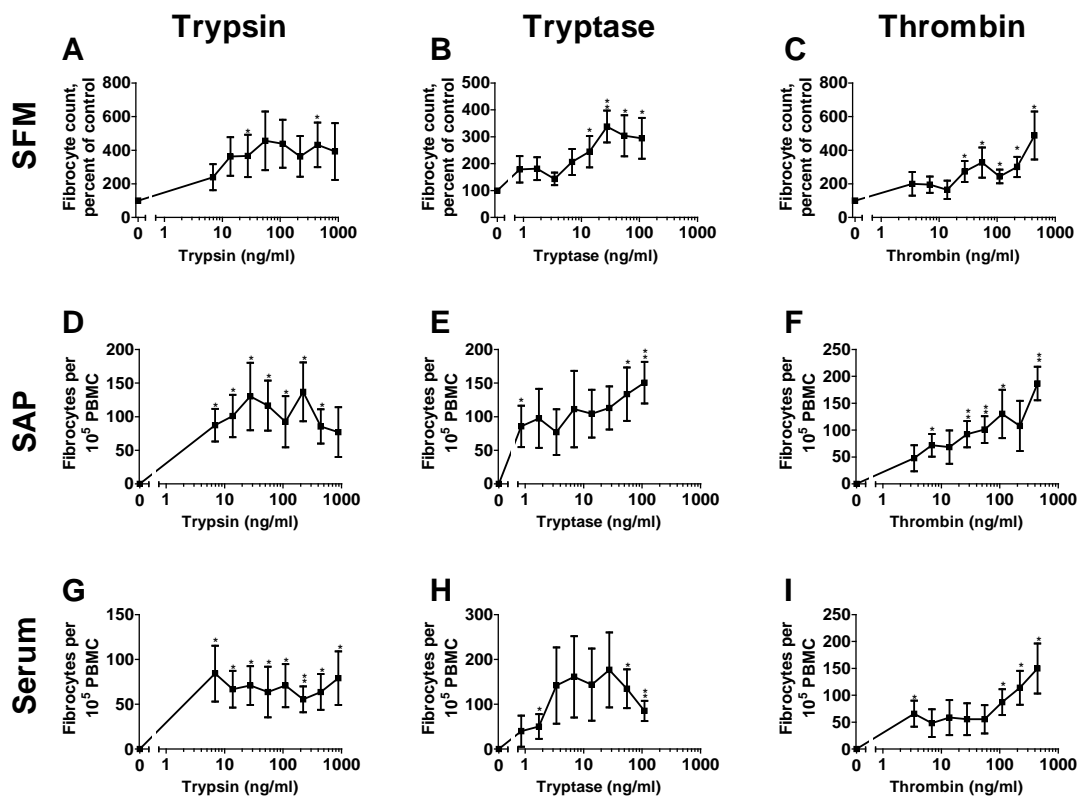 Trypsin
Tryptase
Thrombin
SFM
SAP
Serum
A
800
600
400
200
0
Fibrocyte count,
percent of control
0 1 10 100 1000
Trypsin (ng/ml)
* *
B
500
400
300
200
100
0
Fibrocyte count,
percent of control
0 1 10 100 1000
Tryptase (ng/ml)
* ** * *
C
800
600
400
200
0
Fibrocyte count,
percent of control
0 1 10 100 1000
Thrombin (ng/ml)
* * * * *
D
200
150
100
50
0
Fibrocytes per
10⁵ PBMC
0 1 10 100 1000
Trypsin (ng/ml)
* * * * * * *
E
200
150
100
50
0
Fibrocytes per
10⁵ PBMC
0 1 10 100 1000
Tryptase (ng/ml)
* * **
F
250
200
150
100
50
0
Fibrocytes per
10⁵ PBMC
0 1 10 100 1000
Thrombin (ng/ml)
* ** ** * **
G
150
100
50
0
Fibrocytes per
10⁵ PBMC
0 1 10 100 1000
Trypsin (ng/ml)
* * * * * ** * *
H
300
200
100
0
Fibrocytes per
10⁵ PBMC
0 1 10 100 1000
Tryptase (ng/ml)
* * **
I
250
200
150
100
50
0
Fibrocytes per
10⁵ PBMC
0 1 10 100 1000
Thrombin (ng/ml)
* * * *